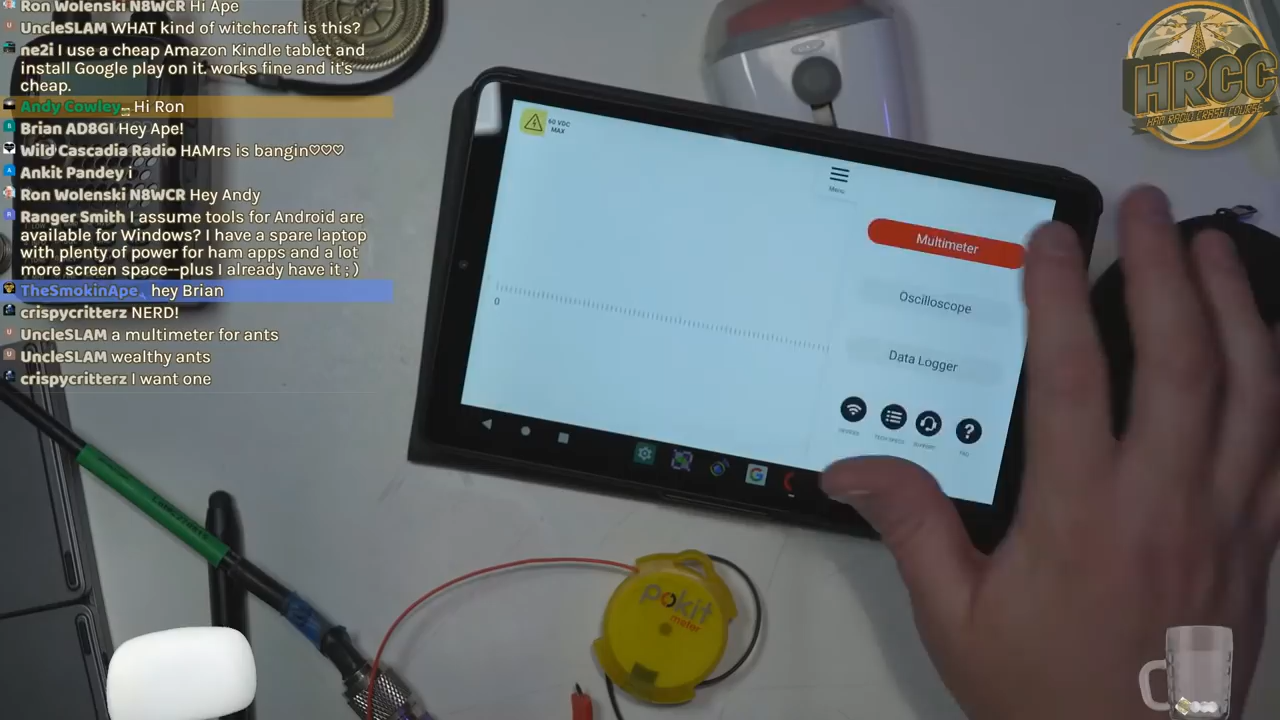 Ron Wolenski N8WCR Hi Ape
UncleSLAM WHAT kind of witchcraft is this?
ne2i I use a cheap Amazon Kindle tablet and
install Google play on it. works fine and it's
cheap.
Andy Cowley Hi Ron
Brian AD8GI Hey Ape!
Wild Cascadia Radio HAMrs is bangin♡♡♡
Ankit Pandey i
Ron Wolenski N8WCR Hey Andy
Ranger Smith I assume tools for Android are
available for Windows? I have a spare laptop
with plenty of power for ham apps and a lot
more screen space--plus I already have it ; )
TheSmokinApe hey Brian
crispycritterz NERD!
UncleSLAM a multimeter for ants
UncleSLAM wealthy ants
crispycritterz I want one
HRCC
HAM RADIO CRASH COURSE
60 VDC
MAX
Menu
Multimeter
Oscilloscope
Data Logger
0
FAQ
pokit
meter